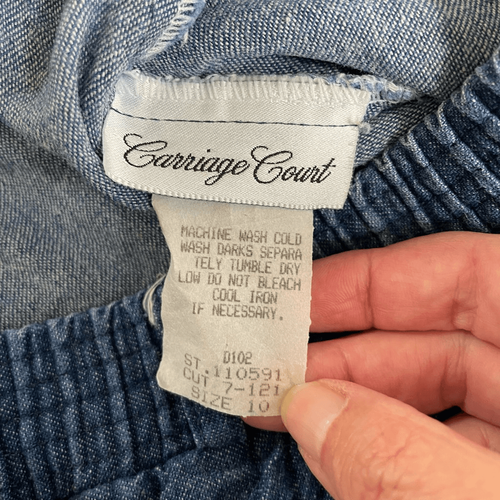 Carriage Court
MACHINE WASH COLD
WASH DARKS SEPARA
TELY TUMBLE DRY
LOW DO NOT BLEACH
COOL IRON
IF NECESSARY.
D102
ST. 110591
CUT 7-121
SIZE 10